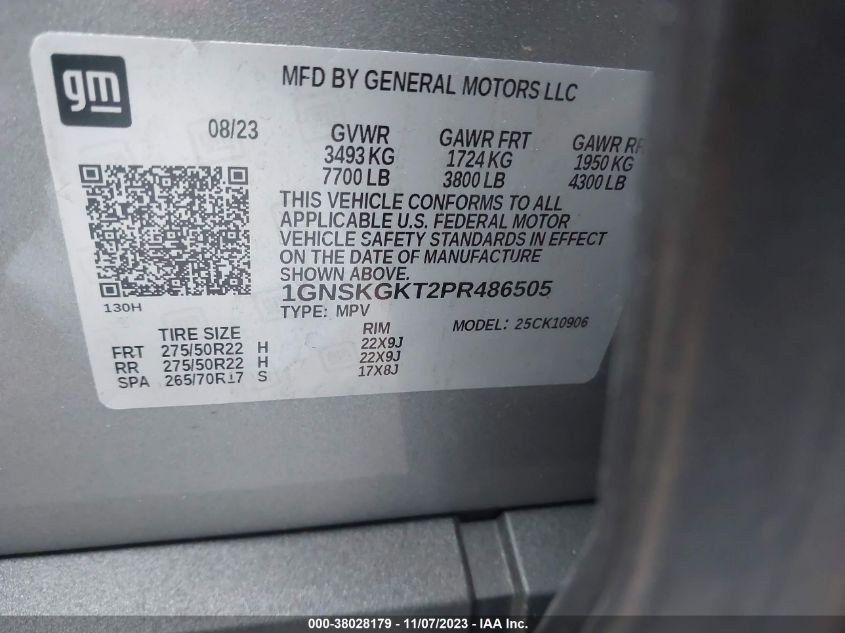 gm
MFD BY GENERAL MOTORS LLC
08/23 GVWR GAWR FRT GAWR
3493 KG 1724 KG 1950 KG
7700 LB 3800 LB 4300 LB
THIS VEHICLE CONFORMS TO ALL
APPLICABLE U.S. FEDERAL MOTOR
VEHICLE SAFETY STANDARDS IN EFFECT
ON THE DATE OF MANUFACTURE
SHOWN ABOVE.
1GNSKGKT2PR486505
130H
TYPE: MPV MODEL: 25CK10906
TIRE SIZE RIM
FRT 275/50R22 H 22X9J
RR 275/50R22 H 22X9J
SPA 265/70R17 S 17X8J
000-38028179 - 11/07/2023 - IAA Inc.